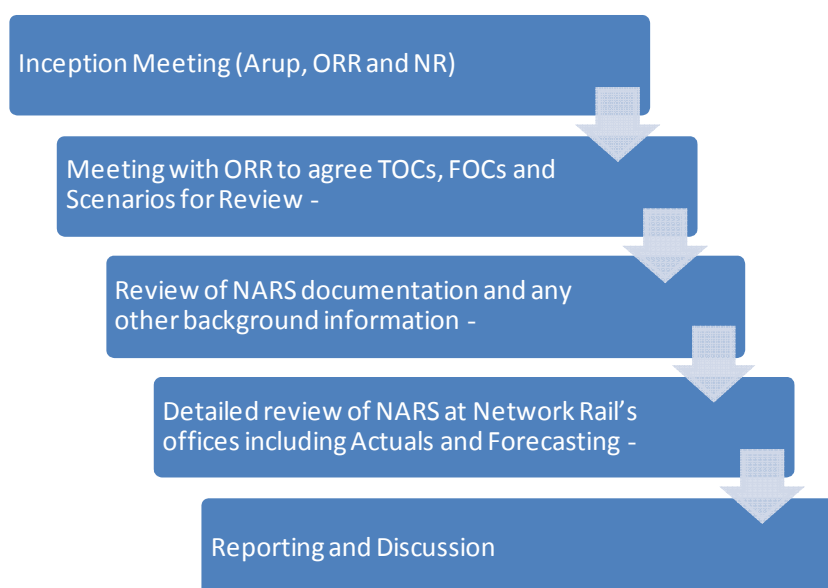 Inception Meeting (Arup, ORR and NR)
Meeting with ORR to agree TOCs, FOCs and
Scenarios for Review -
Review of NARS documentation and any
other background information -
Detailed review of NARS at Network Rail's
offices including Actuals and Forecasting -
Reporting and Discussion